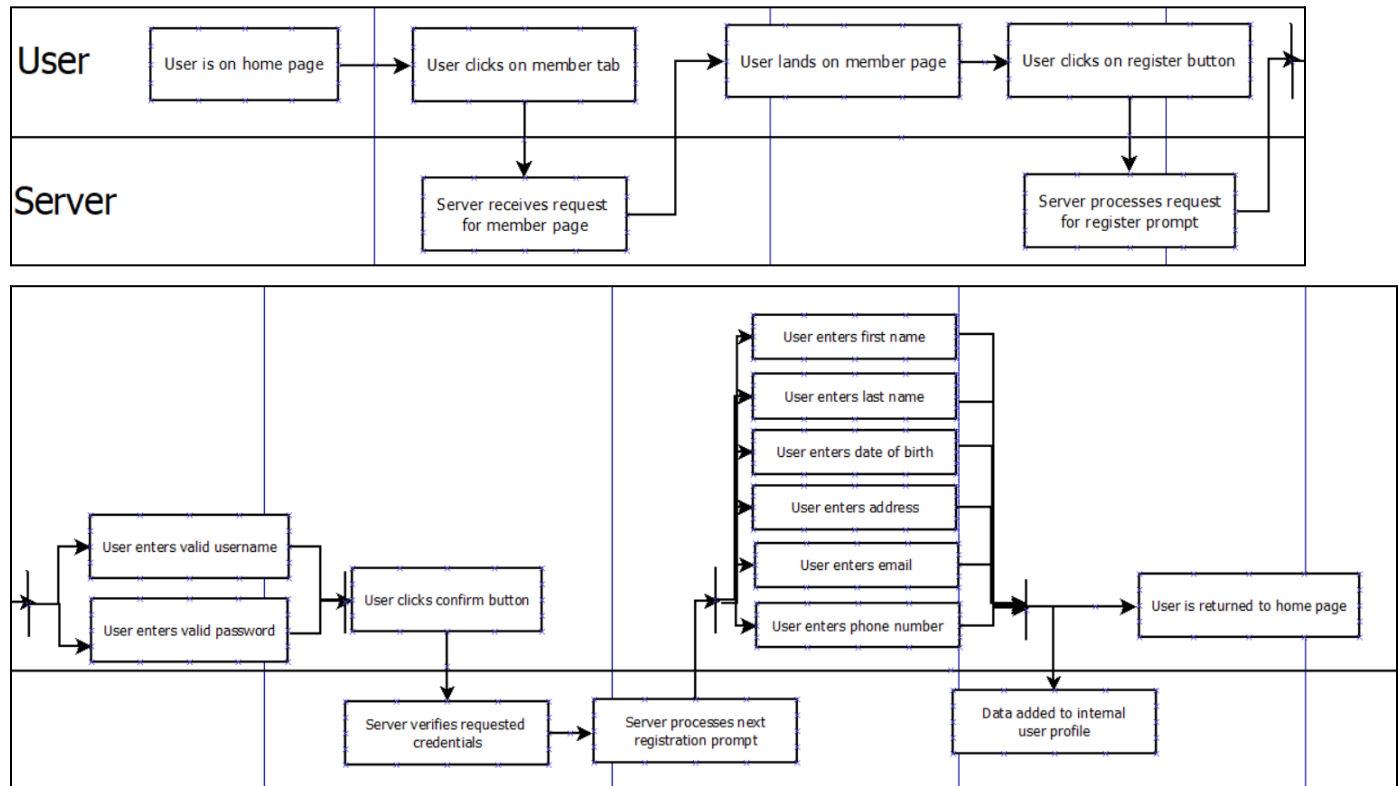 User
User is on home page
User clicks on member tab
User lands on member page
User clicks on register button
Server
Server receives request
for member page
Server processes request
for register prompt
User enters first name
User enters last name
User enters date of birth
User enters address
User enters email
User enters phone number
User enters valid username
User enters valid password
User clicks confirm button
User is returned to home page
Server verifies requested
credentials
Server processes next
registration prompt
Data added to internal
user profile